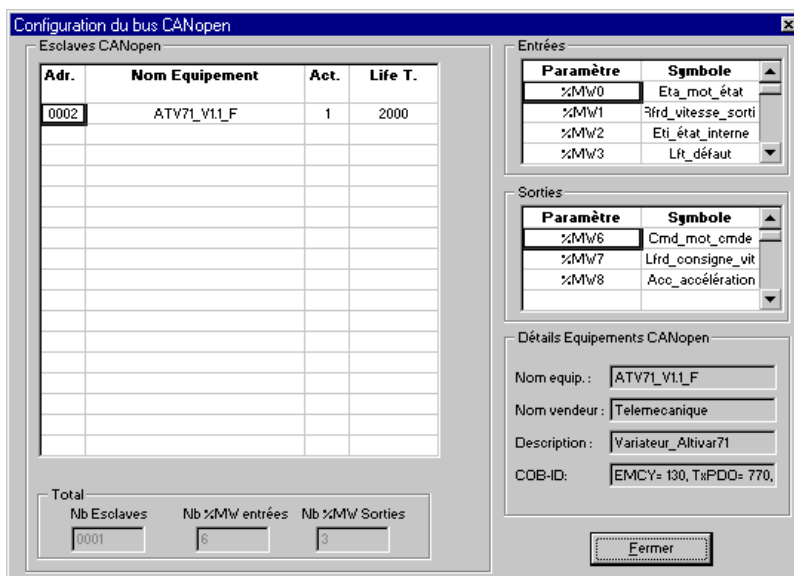 Configuration du bus CANopen
Esclaves CANopen
Adr. Nom Equipement Act. Life T.
0002 ATV71_V1.1_F 1 2000
Total
Nb Esclaves Nb %MW entrées Nb %MW Sorties
0001 6 3
Entrées
Paramètre Symbole
%MW0 Eta_mot_état
%MW1 Rfrd_vitesse_sorti
%MW2 Eti_état_interne
%MW3 Lft_défaut
Sorties
Paramètre Symbole
%MW6 Cmd_mot_cmde
%MW7 Lfrd_consigne_vit
%MW8 Acc_accélération
Détails Equipements CANopen
Nom equip. : ATV71_V1.1_F
Nom vendeur : Telemecanique
Description : Variateur_Altivar71
COB-ID: EMCY= 130, TxPDO= 770,
Fermer